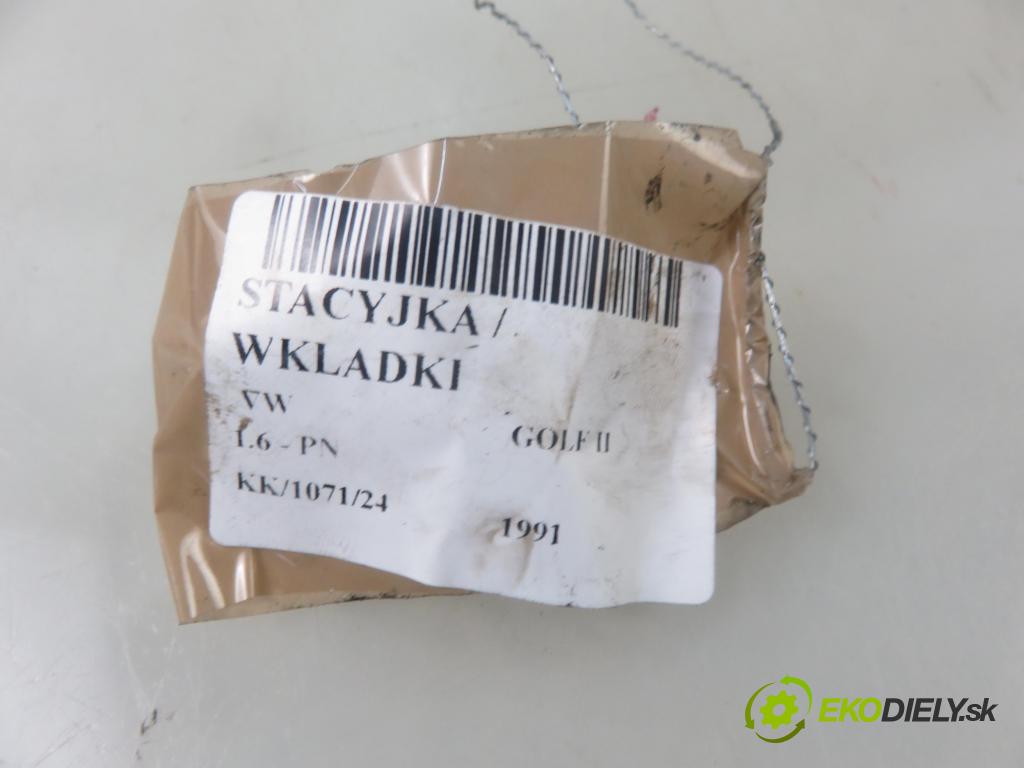 STACYJKA /
WKLADKI
VW
1.6 - PN
GOLF II
KK/1071/24
1991
EKODIELY.sk